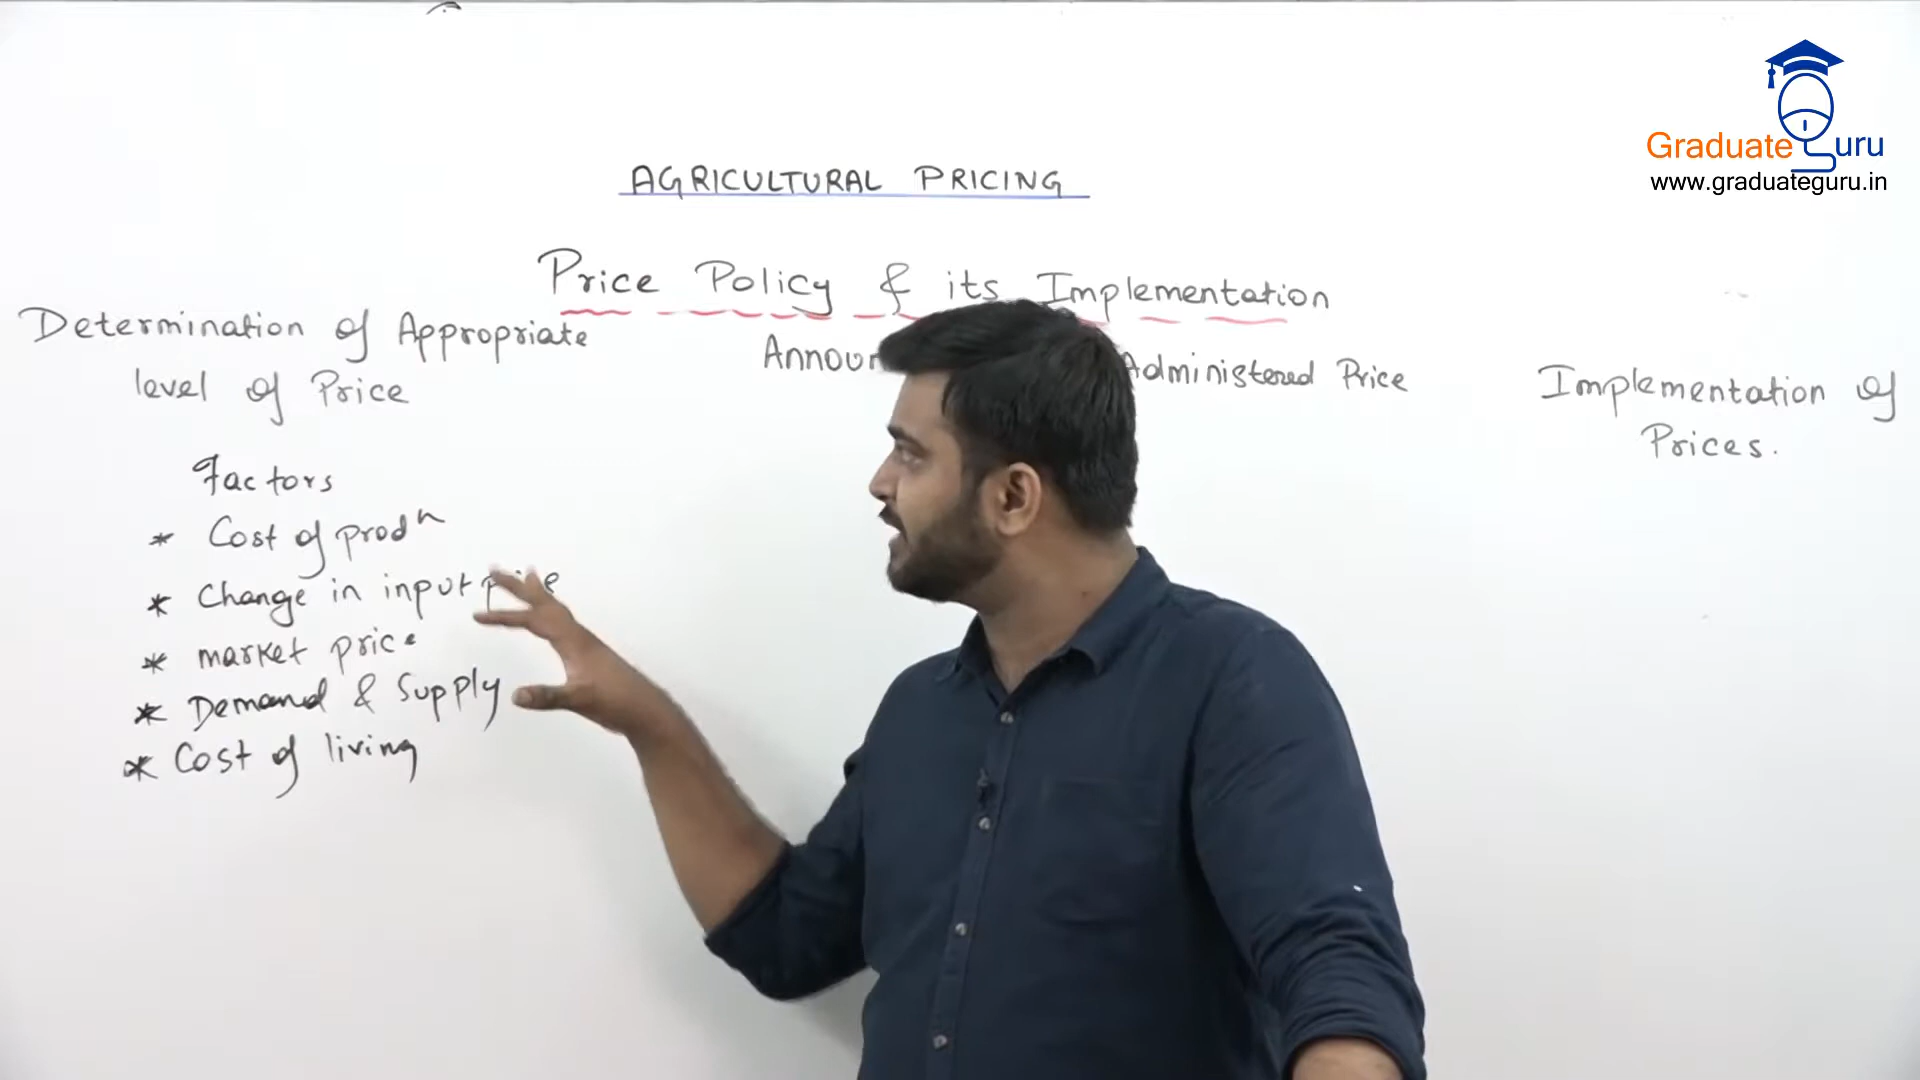 Graduate Guru
www.graduateguru.in
AGRICULTURAL PRICING
Price Policy & its Implementation
Determination of Appropriate
level of Price
Administered Price
Implementation of
Prices.
Factors
* Cost of prodn
* Change in input price
* market price
* Demand & Supply
* Cost of living